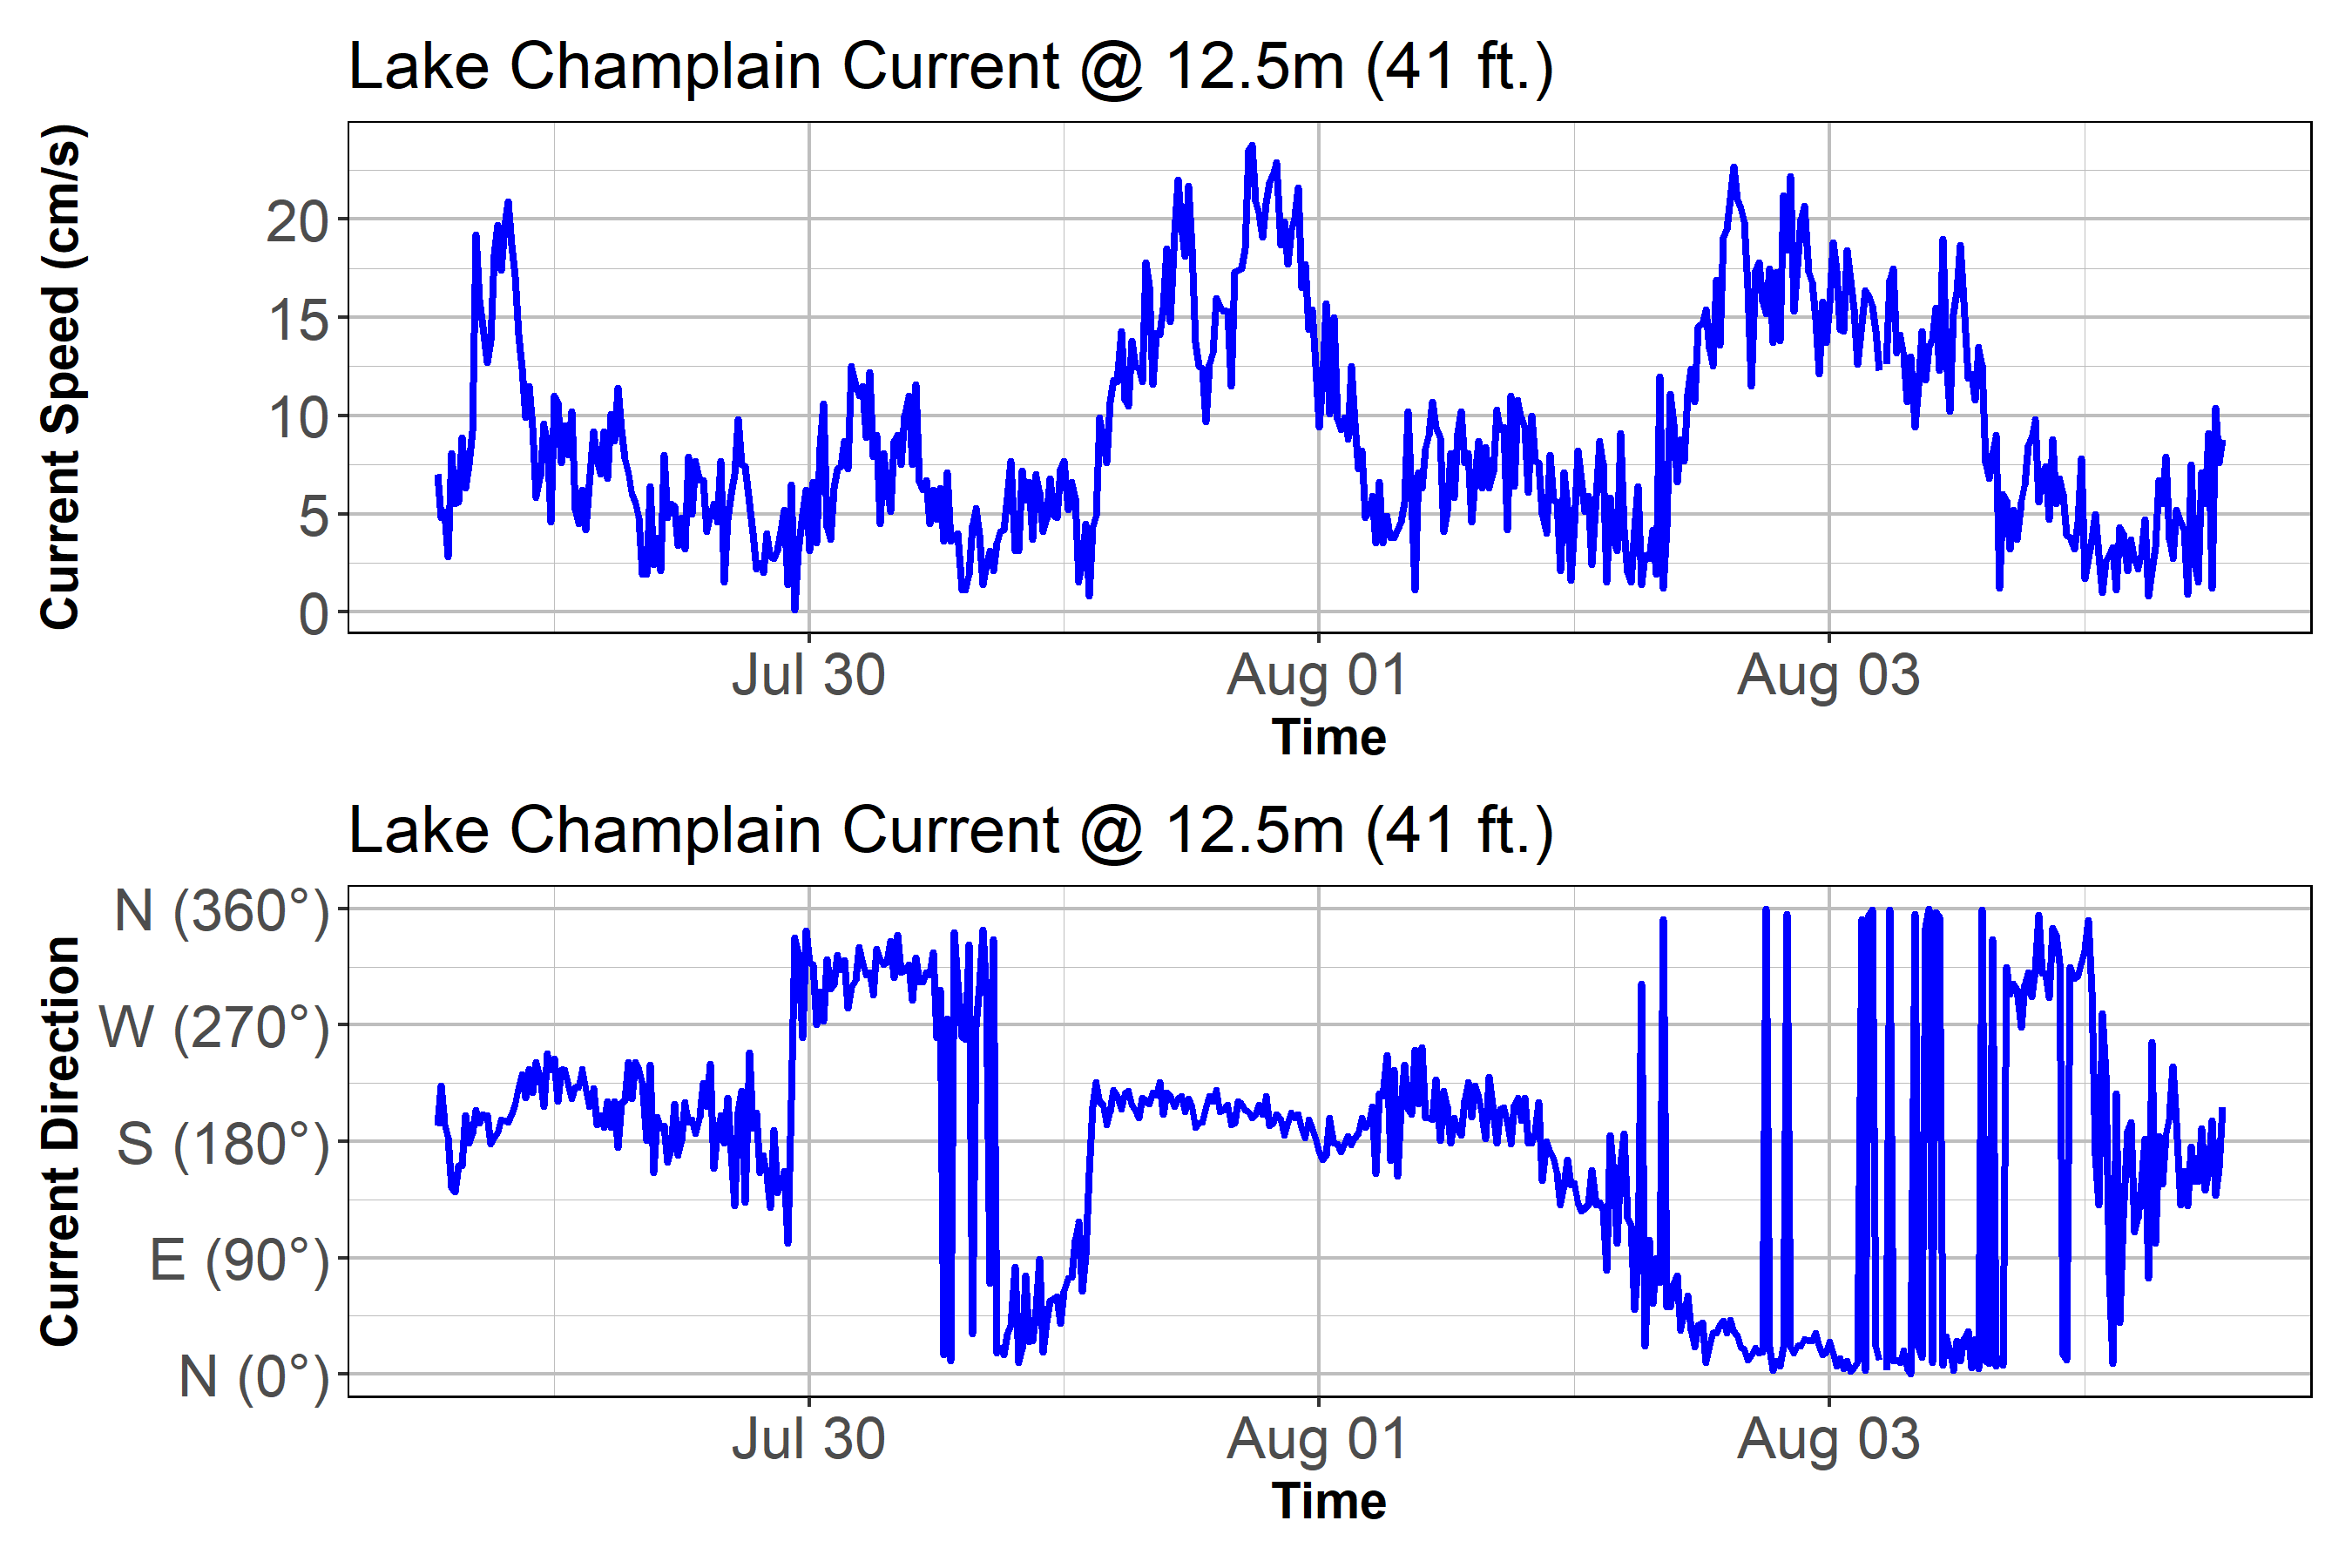 Lake Champlain Current @ 12.5m (41 ft.)
Current Speed (cm/s)
20
15
10
5
0
Jul 30 Aug 01 Aug 03
Time
Lake Champlain Current @ 12.5m (41 ft.)
Current Direction
N (360°)
W (270°)
S (180°)
E (90°)
N (0°)
Jul 30 Aug 01 Aug 03
Time